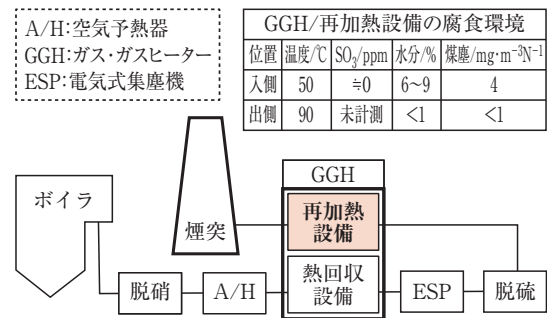 A/H:空気予熱器
GGH:ガス・ガスヒーター
ESP:電気式集塵機
GGH/再加熱設備の腐食環境
位置 温度/℃ SO₃/ppm 水分/% 煤塵/mg·m⁻³N⁻¹
入側 50 ≒0 6～9 4
出側 90 未計測 <1 <1
GGH
ボイラ
煙突
再加熱
設備
熱回収
設備
脱硝
A/H
ESP
脱硫